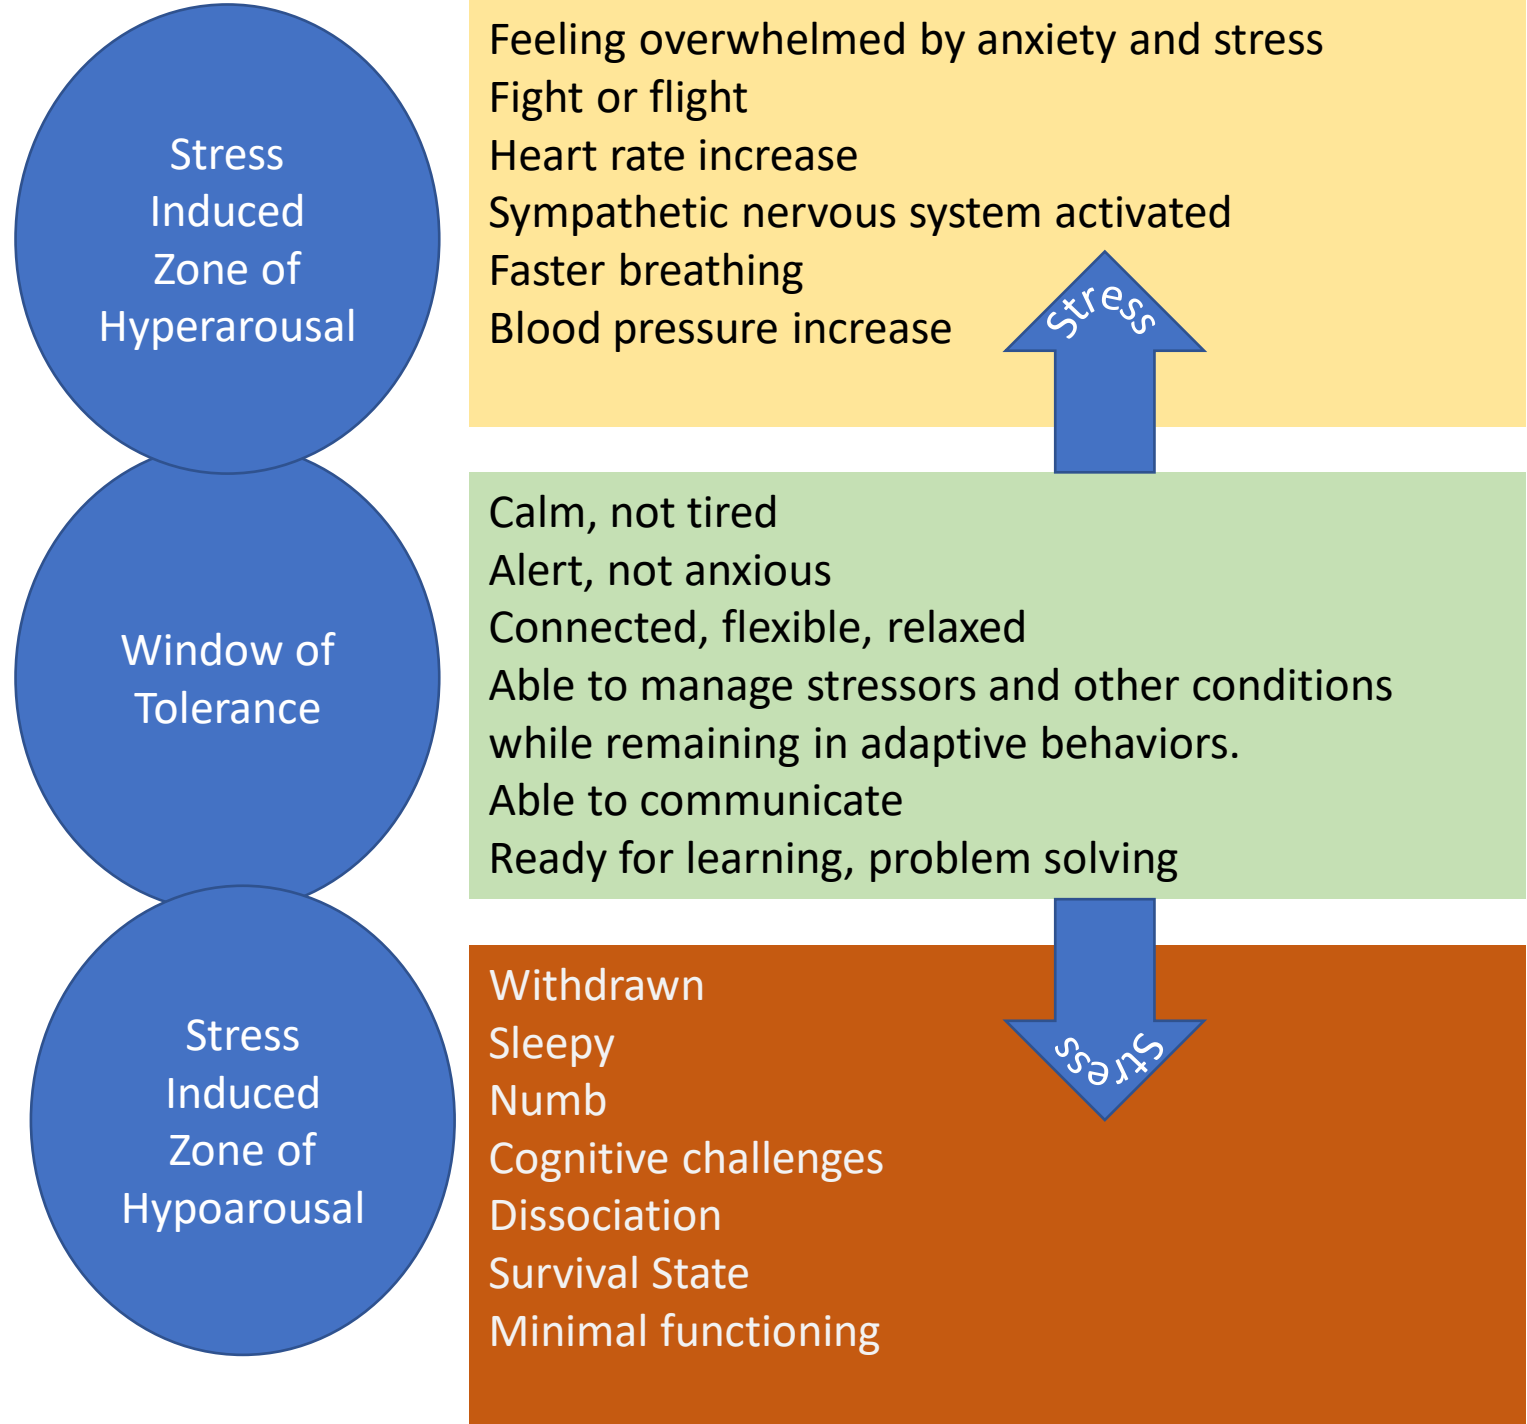 Stress
Induced
Zone of
Hyperarousal
Feeling overwhelmed by anxiety and stress
Fight or flight
Heart rate increase
Sympathetic nervous system activated
Faster breathing
Blood pressure increase
Stress
Window of
Tolerance
Calm, not tired
Alert, not anxious
Connected, flexible, relaxed
Able to manage stressors and other conditions
while remaining in adaptive behaviors.
Able to communicate
Ready for learning, problem solving
Stress
Induced
Zone of
Hypoarousal
Withdrawn
Sleepy
Numb
Cognitive challenges
Dissociation
Survival State
Minimal functioning
Stress